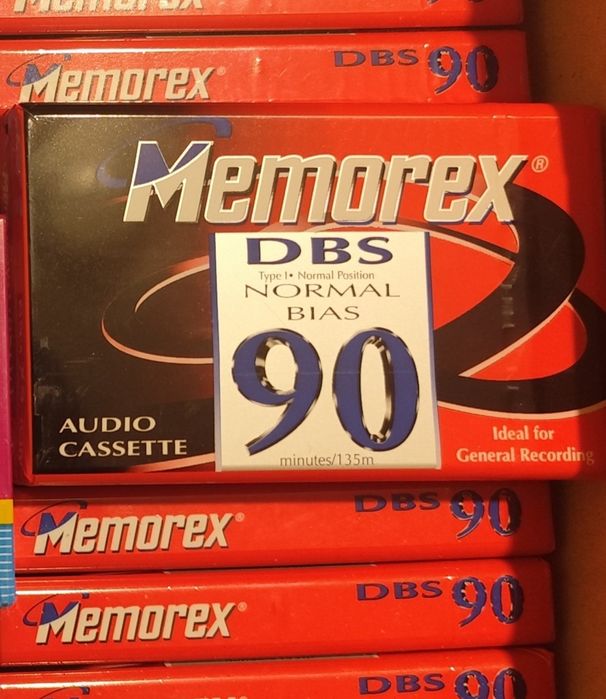 Memorex
Memorex® DBS 90
Memorex®
DBS
Type I • Normal Position
NORMAL
BIAS
90
minutes/135m
AUDIO
CASSETTE
Ideal for
General Recording
Memorex® DBS 90
Memorex® DBS 90
DBS 90